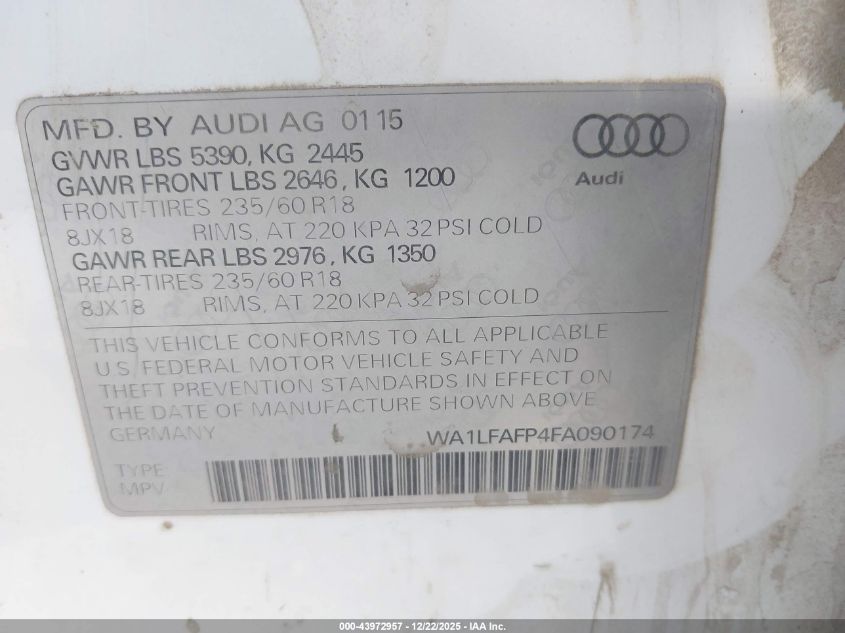 MFD. BY AUDI AG 01 15
GVWR LBS 5390, KG 2445
GAWR FRONT LBS 2646, KG 1200
FRONT-TIRES 235/60 R18
8JX18 RIMS, AT 220 KPA 32 PSI COLD
GAWR REAR LBS 2976, KG 1350
REAR-TIRES 235/60 R18
8JX18 RIMS, AT 220 KPA 32 PSI COLD
Audi
THIS VEHICLE CONFORMS TO ALL APPLICABLE
U.S. FEDERAL MOTOR VEHICLE SAFETY AND
THEFT PREVENTION STANDARDS IN EFFECT ON
THE DATE OF MANUFACTURE SHOWN ABOVE.
GERMANY WA1LFAFP4FA090174
TYPE
MPV
000-43972957 - 12/22/2025 - IAA Inc.